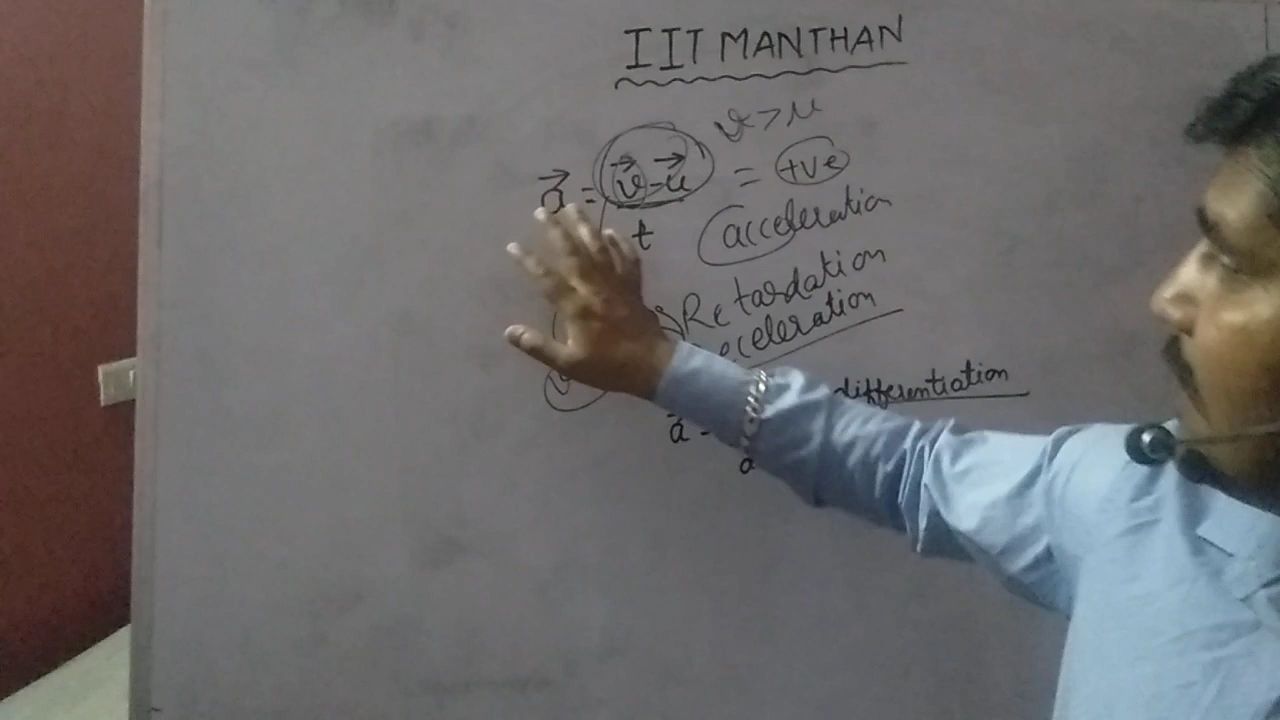 IIT MANTHAN
v > u
a⃗ = v⃗ - u⃗ = +ve
t
acceleration
Retardation
eceleration
differentiation
a⃗ -
a